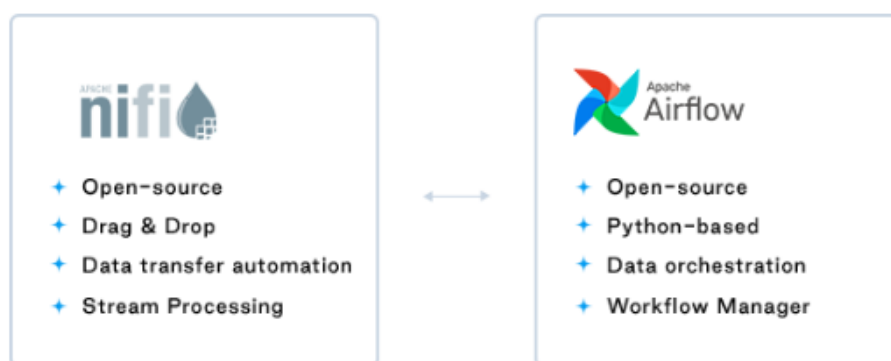 APACHE
nifi
Open-source
Drag & Drop
Data transfer automation
Stream Processing
Apache
Airflow
Open-source
Python-based
Data orchestration
Workflow Manager